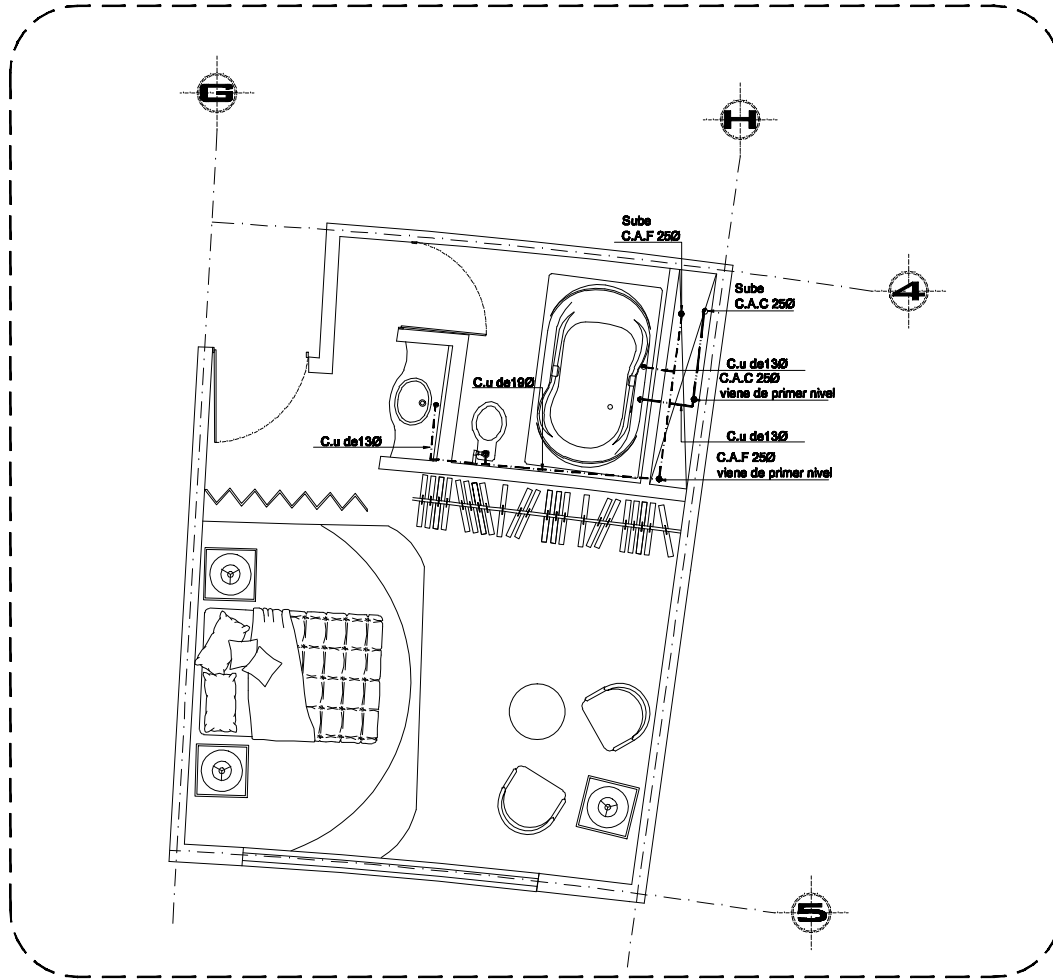 G
H
Sube
C.A.F 25Ø
4
Sube
C.A.C 25Ø
C.u de13Ø
C.A.C 25Ø
viene de primer nivel
C.u de19Ø
C.u de13Ø
C.u de13Ø
C.A.F 25Ø
viene de primer nivel
5